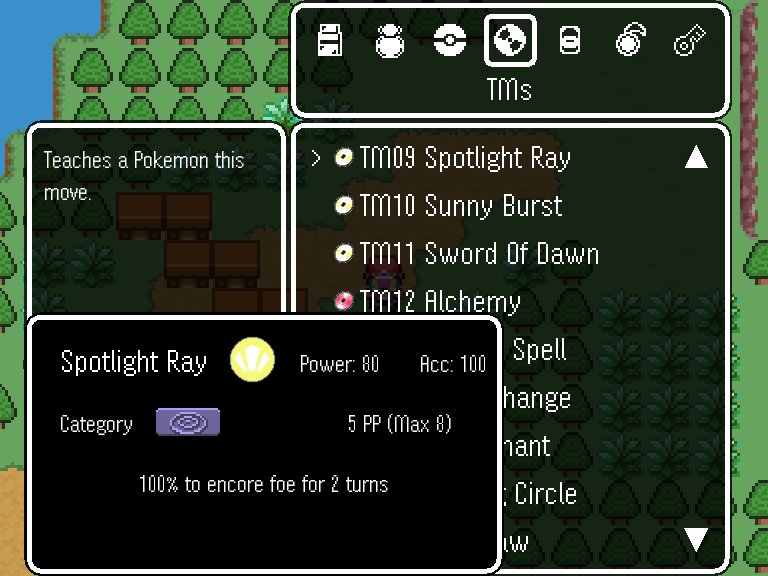 TMs
Teaches a Pokemon this
move.
> TM09 Spotlight Ray
TM10 Sunny Burst
TM11 Sword Of Dawn
TM12 Alchemy
Spell
hange
nant
Circle
aw
Spotlight Ray Power: 80 Acc: 100
Category 5 PP (Max 8)
100% to encore foe for 2 turns